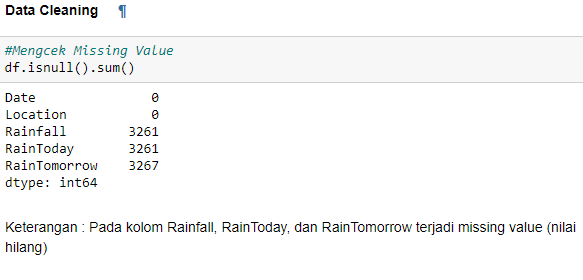 Data Cleaning ¶
#Mengcek Missing Value
df.isnull().sum()
Date 0
Location 0
Rainfall 3261
RainToday 3261
RainTomorrow 3267
dtype: int64
Keterangan : Pada kolom Rainfall, RainToday, dan RainTomorrow terjadi missing value (nilai
hilang)